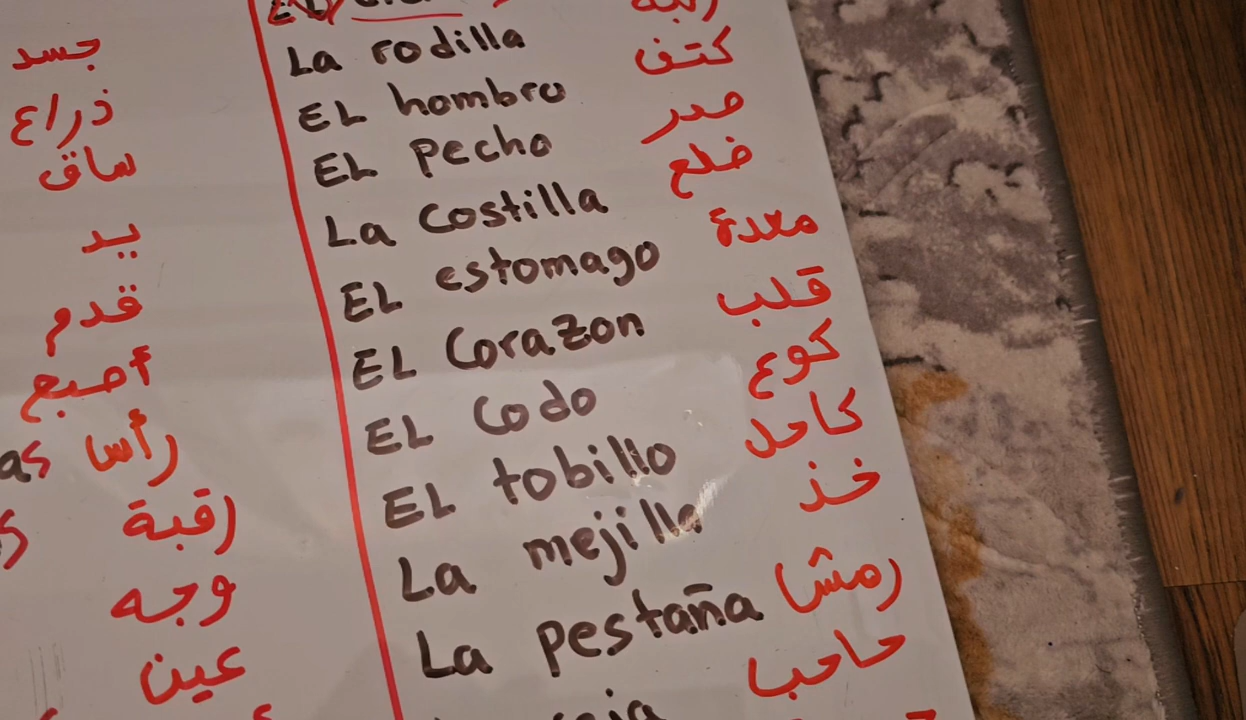 جسد
ذراع
ساق
يد
قدم
أصبع
as رأس
s رقبة
وجه
عين
La rodilla كتف
EL hombro صدر
EL pecho ضلع
La costilla معدة
EL estomago قلب
EL Corazon كوع
EL Codo كاحل
EL tobillo خذ
La mejilla رمش
La pestaña حاجب